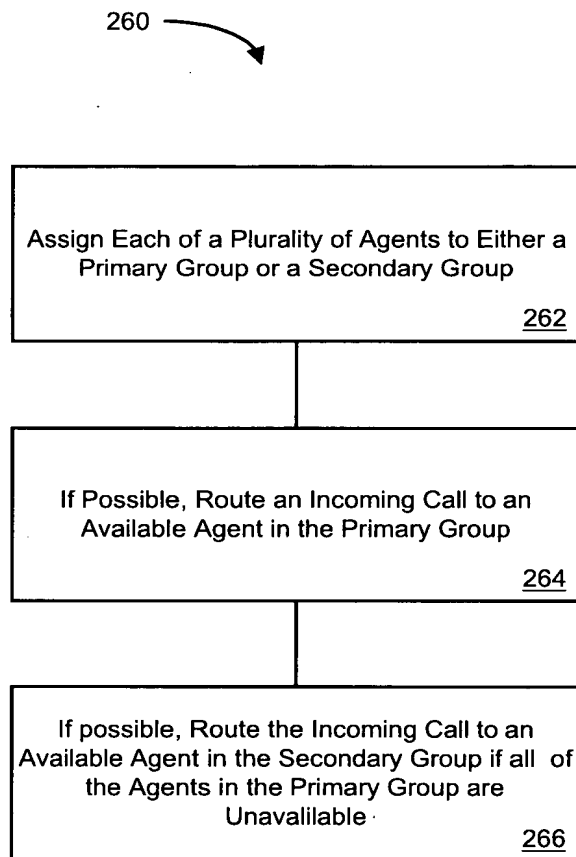 260
Assign Each of a Plurality of Agents to Either a
Primary Group or a Secondary Group
262
If Possible, Route an Incoming Call to an
Available Agent in the Primary Group
264
If possible, Route the Incoming Call to an
Available Agent in the Secondary Group if all of
the Agents in the Primary Group are
Unavalilable
266